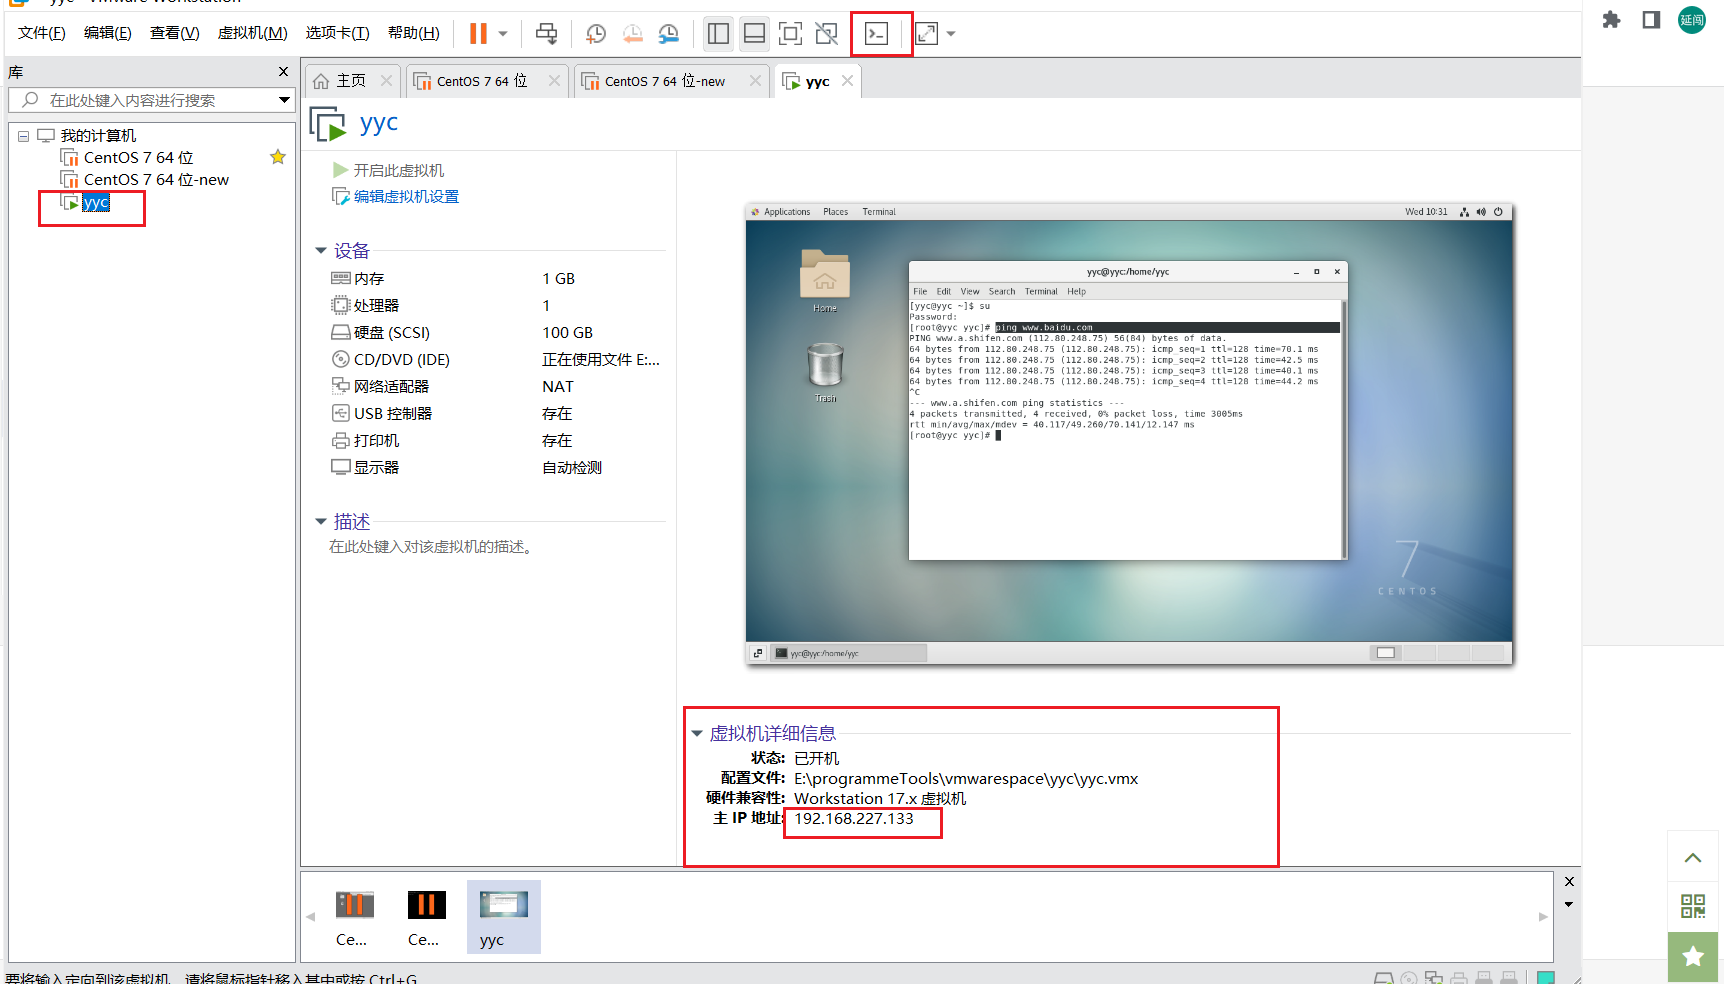 yyc - VMware Workstation
文件(F) 编辑(E) 查看(V) 虚拟机(M) 选项卡(T) 帮助(H)
延闯
库
在此处键入内容进行搜索
我的计算机
CentOS 7 64 位
CentOS 7 64 位-new
yyc
主页
CentOS 7 64 位
CentOS 7 64 位-new
yyc
yyc
开启此虚拟机
编辑虚拟机设置
设备
内存 1 GB
处理器 1
硬盘 (SCSI) 100 GB
CD/DVD (IDE) 正在使用文件 E:...
网络适配器 NAT
USB 控制器 存在
打印机 存在
显示器 自动检测
描述
在此处键入对该虚拟机的描述。
Applications Places Terminal Wed 10:31
Home
Trash
yyc@yyc:/home/yyc
File Edit View Search Terminal Help
[yyc@yyc ~]$ su
Password:
[root@yyc yyc]# ping www.baidu.com
PING www.a.shifen.com (112.80.248.75) 56(84) bytes of data.
64 bytes from 112.80.248.75 (112.80.248.75): icmp_seq=1 ttl=128 time=70.1 ms
64 bytes from 112.80.248.75 (112.80.248.75): icmp_seq=2 ttl=128 time=42.5 ms
64 bytes from 112.80.248.75 (112.80.248.75): icmp_seq=3 ttl=128 time=40.1 ms
64 bytes from 112.80.248.75 (112.80.248.75): icmp_seq=4 ttl=128 time=44.2 ms
^C
--- www.a.shifen.com ping statistics ---
4 packets transmitted, 4 received, 0% packet loss, time 3005ms
rtt min/avg/max/mdev = 40.117/49.260/70.141/12.147 ms
[root@yyc yyc]#
7
CENTOS
yyc@yyc:/home/yyc
虚拟机详细信息
状态: 已开机
配置文件: E:\programmeTools\vmwarespace\yyc\yyc.vmx
硬件兼容性: Workstation 17.x 虚拟机
主 IP 地址: 192.168.227.133
Ce... Ce... yyc
要将输入定向到该虚拟机，请将鼠标指针移入其中或按 Ctrl+G